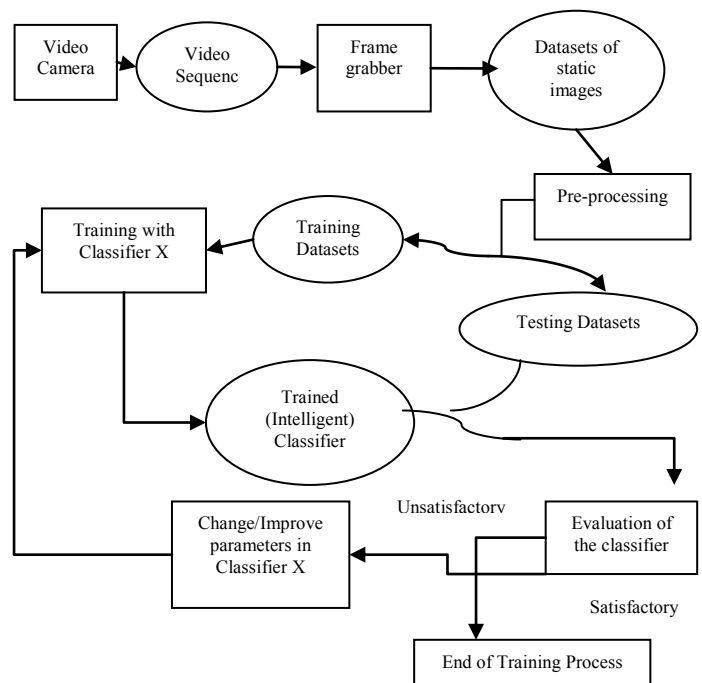 Video
Camera
Video
Sequenc
Frame
grabber
Datasets of
static
images
Pre-processing
Training with
Classifier X
Training
Datasets
Testing Datasets
Trained
(Intelligent)
Classifier
Unsatisfactory
Change/Improve
parameters in
Classifier X
Evaluation of
the classifier
Satisfactory
End of Training Process